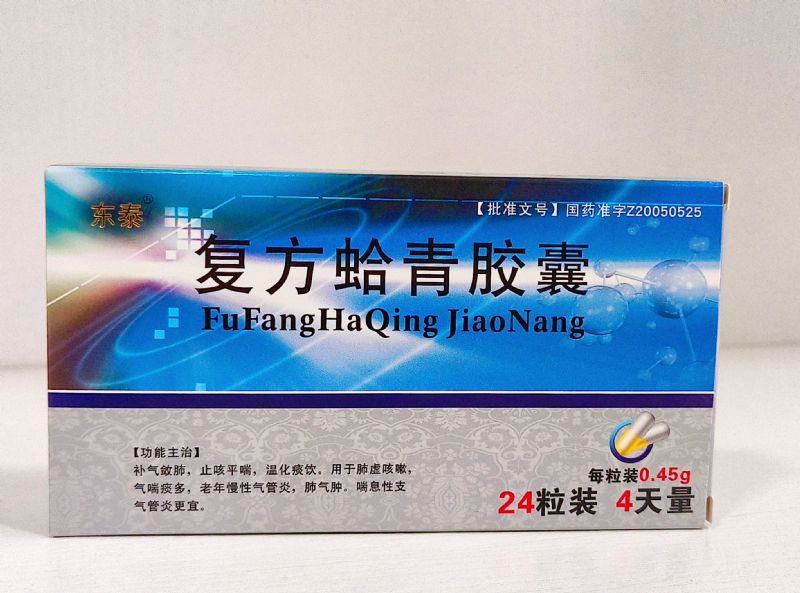 东泰®
【批准文号】国药准字Z20050525
复方蛤青胶囊
FuFangHaQing JiaoNang
【功能主治】
补气敛肺，止咳平喘，温化痰饮。用于肺虚咳嗽，
气喘痰多，老年慢性气管炎，肺气肿。喘息性支
气管炎更宜。
每粒装0.45g
24粒装 4天量